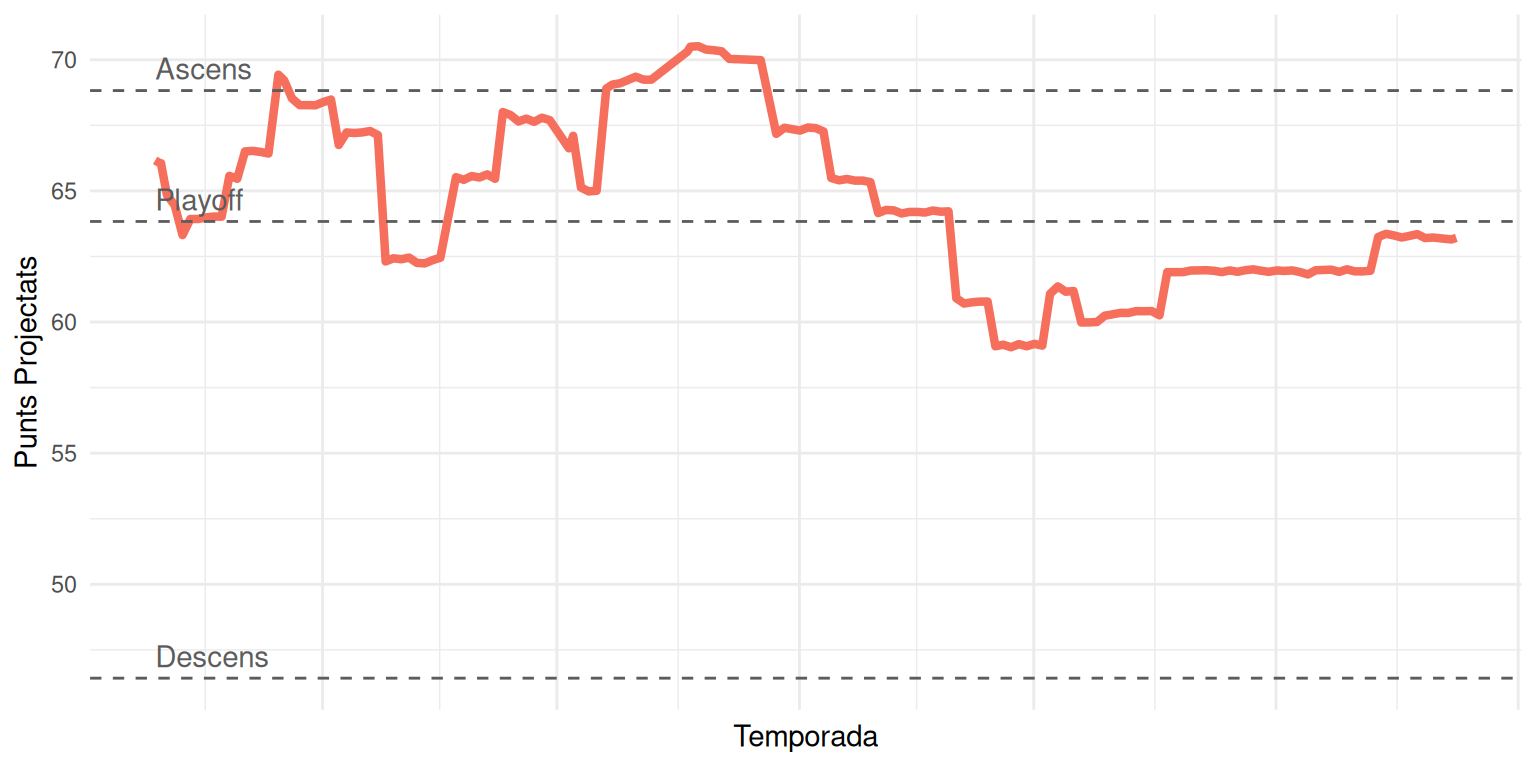 70
Ascens
65
Playoff
60
55
50
Descens
Punts Projectats
Temporada